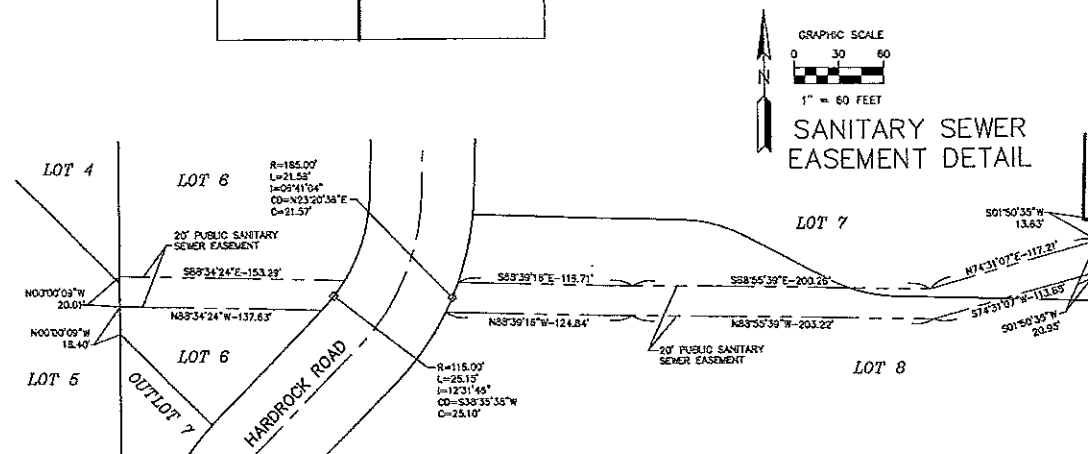 GRAPHIC SCALE
0 30 60
N
1" = 60 FEET
SANITARY SEWER
EASEMENT DETAIL
LOT 4
LOT 6
R=185.00'
L=21.58'
I=06°41'04"
CD=N23°20'36"E
C=21.57'
LOT 7
S01°50'35"W
13.63'
20' PUBLIC SANITARY
SEWER EASEMENT
S88°34'24"E-153.29'
S88°39'16"E-119.71'
S88°55'39"E-200.26'
N74°31'07"E-117.21'
N00°00'09"W
20.01'
N88°34'24"W-137.63'
N88°39'16"W-124.84'
N88°55'39"W-203.22'
S74°31'07"W-113.65'
S01°50'35"W
20.95'
N00°00'09"W
18.40'
LOT 6
20' PUBLIC SANITARY
SEWER EASEMENT
LOT 5
OUTLOT 7
HARDROCK ROAD
R=115.00'
L=25.15'
I=12°31'46"
CD=S38°35'35"W
C=25.10'
LOT 8